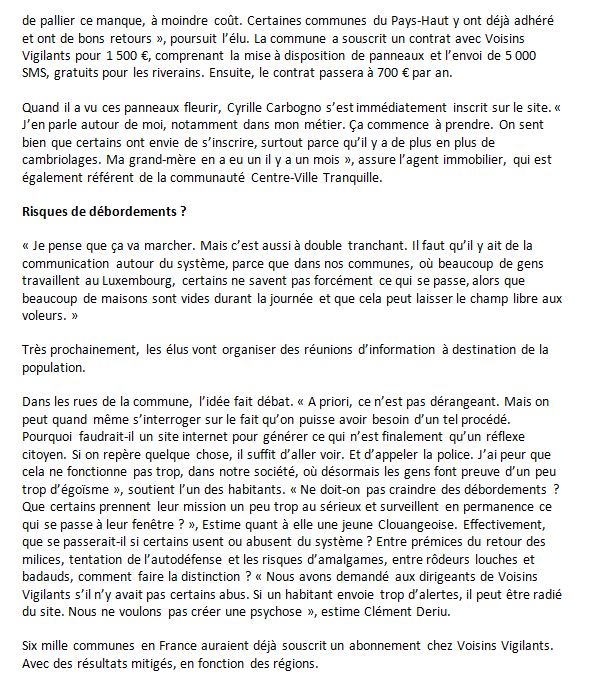 de pallier ce manque, à moindre coût. Certaines communes du Pays-Haut y ont déjà adhéré
et ont de bons retours », poursuit l'élu. La commune a souscrit un contrat avec Voisins
Vigilants pour 1 500 €, comprenant la mise à disposition de panneaux et l'envoi de 5 000
SMS, gratuits pour les riverains. Ensuite, le contrat passera à 700 € par an.
Quand il a vu ces panneaux fleurir, Cyrille Carbogno s'est immédiatement inscrit sur le site. «
J'en parle autour de moi, notamment dans mon métier. Ça commence à prendre. On sent
bien que certains ont envie de s'inscrire, surtout parce qu'il y a de plus en plus de
cambriolages. Ma grand-mère en a eu un il y a un mois », assure l'agent immobilier, qui est
également référent de la communauté Centre-Ville Tranquille.
Risques de débordements ?
« Je pense que ça va marcher. Mais c'est aussi à double tranchant. Il faut qu'il y ait de la
communication autour du système, parce que dans nos communes, où beaucoup de gens
travaillent au Luxembourg, certains ne savent pas forcément ce qui se passe, alors que
beaucoup de maisons sont vides durant la journée et que cela peut laisser le champ libre aux
voleurs. »
Très prochainement, les élus vont organiser des réunions d'information à destination de la
population.
Dans les rues de la commune, l'idée fait débat. « A priori, ce n'est pas dérangeant. Mais on
peut quand même s'interroger sur le fait qu'on puisse avoir besoin d'un tel procédé.
Pourquoi faudrait-il un site internet pour générer ce qui n'est finalement qu'un réflexe
citoyen. Si on repère quelque chose, il suffit d'aller voir. Et d'appeler la police. J'ai peur que
cela ne fonctionne pas trop, dans notre société, où désormais les gens font preuve d'un peu
trop d'égoïsme », soutient l'un des habitants. « Ne doit-on pas craindre des débordements ?
Que certains prennent leur mission un peu trop au sérieux et surveillent en permanence ce
qui se passe à leur fenêtre ? », Estime quant à elle une jeune Clouangeoise. Effectivement,
que se passerait-il si certains usent ou abusent du système ? Entre prémices du retour des
milices, tentation de l'autodéfense et les risques d'amalgames, entre rôdeurs louches et
badauds, comment faire la distinction ? « Nous avons demandé aux dirigeants de Voisins
Vigilants s'il n'y avait pas certains abus. Si un habitant envoie trop d'alertes, il peut être radié
du site. Nous ne voulons pas créer une psychose », estime Clément Deriu.
Six mille communes en France auraient déjà souscrit un abonnement chez Voisins Vigilants.
Avec des résultats mitigés, en fonction des régions.